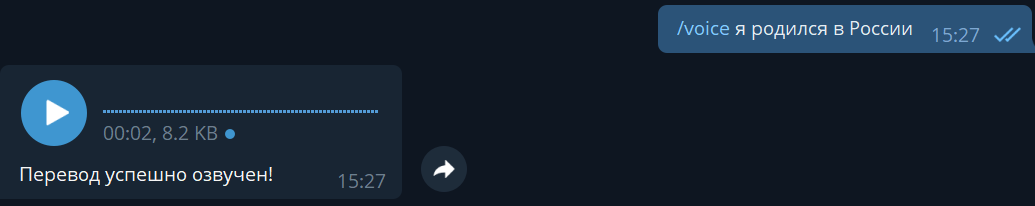 /voice я родился в России 15:27
00:02, 8.2 KB
Перевод успешно озвучен! 15:27